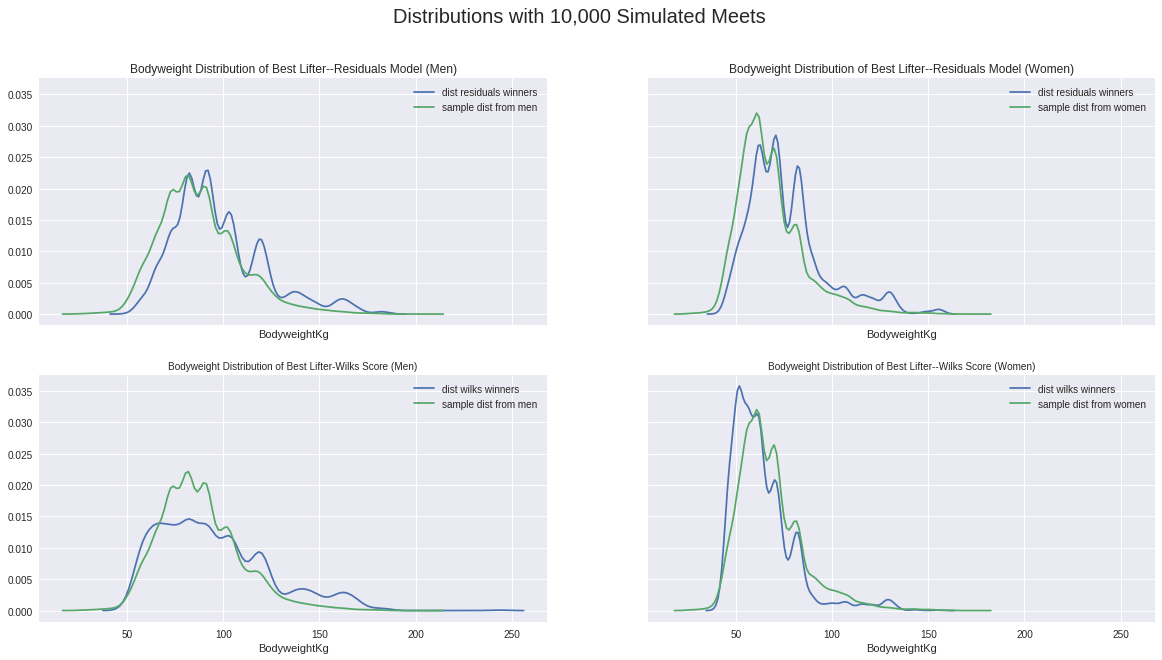 Distributions with 10,000 Simulated Meets
Bodyweight Distribution of Best Lifter--Residuals Model (Men)
dist residuals winners
sample dist from men
0.035
0.030
0.025
0.020
0.015
0.010
0.005
0.000
BodyweightKg
Bodyweight Distribution of Best Lifter--Residuals Model (Women)
dist residuals winners
sample dist from women
BodyweightKg
Bodyweight Distribution of Best Lifter-Wilks Score (Men)
dist wilks winners
sample dist from men
0.035
0.030
0.025
0.020
0.015
0.010
0.005
0.000
50 100 150 200 250
BodyweightKg
Bodyweight Distribution of Best Lifter--Wilks Score (Women)
dist wilks winners
sample dist from women
50 100 150 200 250
BodyweightKg